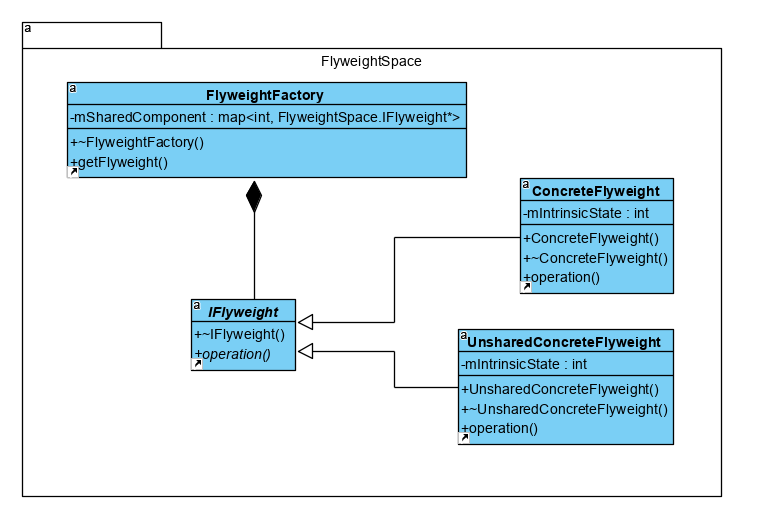 a
FlyweightSpace
a
FlyweightFactory
-mSharedComponent : map<int, FlyweightSpace.IFlyweight*>
+~FlyweightFactory()
+getFlyweight()
a
ConcreteFlyweight
-mIntrinsicState : int
+ConcreteFlyweight()
+~ConcreteFlyweight()
+operation()
a
IFlyweight
+~IFlyweight()
+operation()
a
UnsharedConcreteFlyweight
-mIntrinsicState : int
+UnsharedConcreteFlyweight()
+~UnsharedConcreteFlyweight()
+operation()